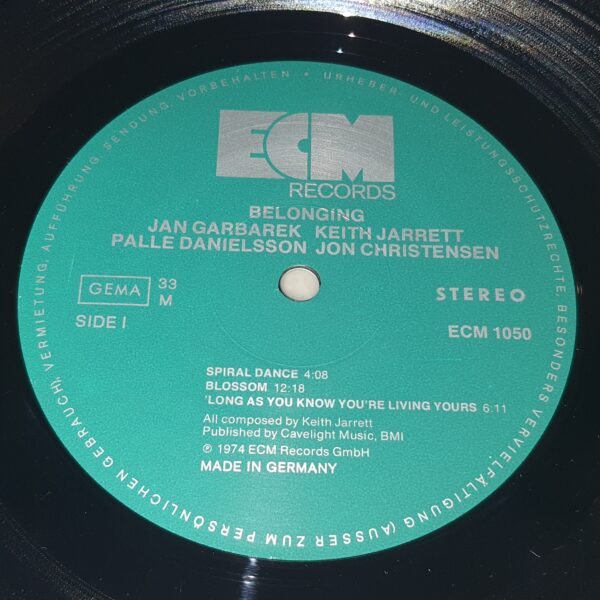 ECM
RECORDS
BELONGING
JAN GARBAREK KEITH JARRETT
PALLE DANIELSSON JON CHRISTENSEN
GEMA
33
M
STEREO
SIDE I
ECM 1050
SPIRAL DANCE 4:08
BLOSSOM 12:18
'LONG AS YOU KNOW YOU'RE LIVING YOURS 6:11
All composed by Keith Jarrett
Published by Cavelight Music, BMI
℗ 1974 ECM Records GmbH
MADE IN GERMANY
• URHEBER- UND LEISTUNGSSCHUTZRECHTE, BESONDERS VERVIELFÄLTIGUNG (AUSSER ZUM PERSÖNLICHEN GEBRAUCH), VERMIETUNG, AUFFÜHRUNG, SENDUNG, VORBEHALTEN